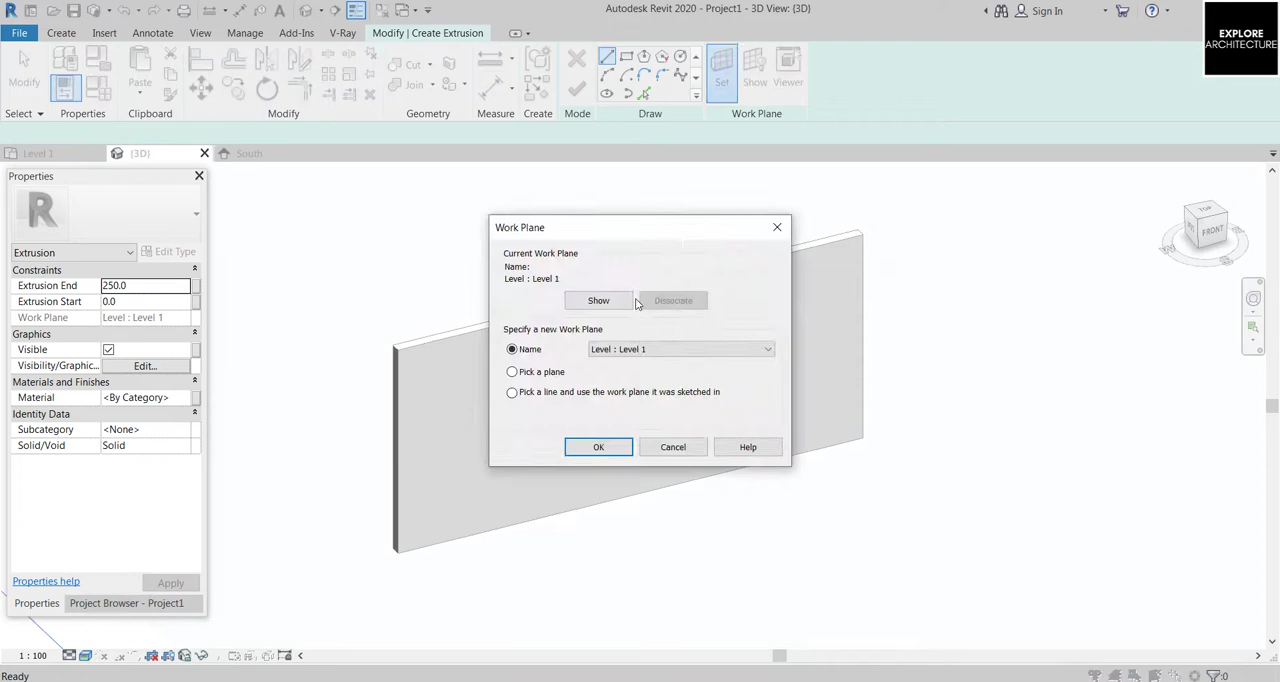 Autodesk Revit 2020 - Project1 - 3D View: {3D}
Sign In
EXPLORE
ARCHITECTURE
File
Create
Insert
Annotate
View
Manage
Add-Ins
V-Ray
Modify | Create Extrusion
Modify
Paste
Cut
Join
Set
Show
Viewer
Select
Properties
Clipboard
Modify
Geometry
Measure
Create
Mode
Draw
Work Plane
Level 1
{3D}
South
Properties
Extrusion
Edit Type
Constraints
Extrusion End
250.0
Extrusion Start
0.0
Work Plane
Level : Level 1
Graphics
Visible
Visibility/Graphic...
Edit...
Materials and Finishes
Material
<By Category>
Identity Data
Subcategory
<None>
Solid/Void
Solid
Properties help
Apply
Properties
Project Browser - Project1
Work Plane
Current Work Plane
Name:
Level : Level 1
Show
Dissociate
Specify a new Work Plane
Name
Level : Level 1
Pick a plane
Pick a line and use the work plane it was sketched in
OK
Cancel
Help
TOP
FRONT
1 : 100
Ready
:0